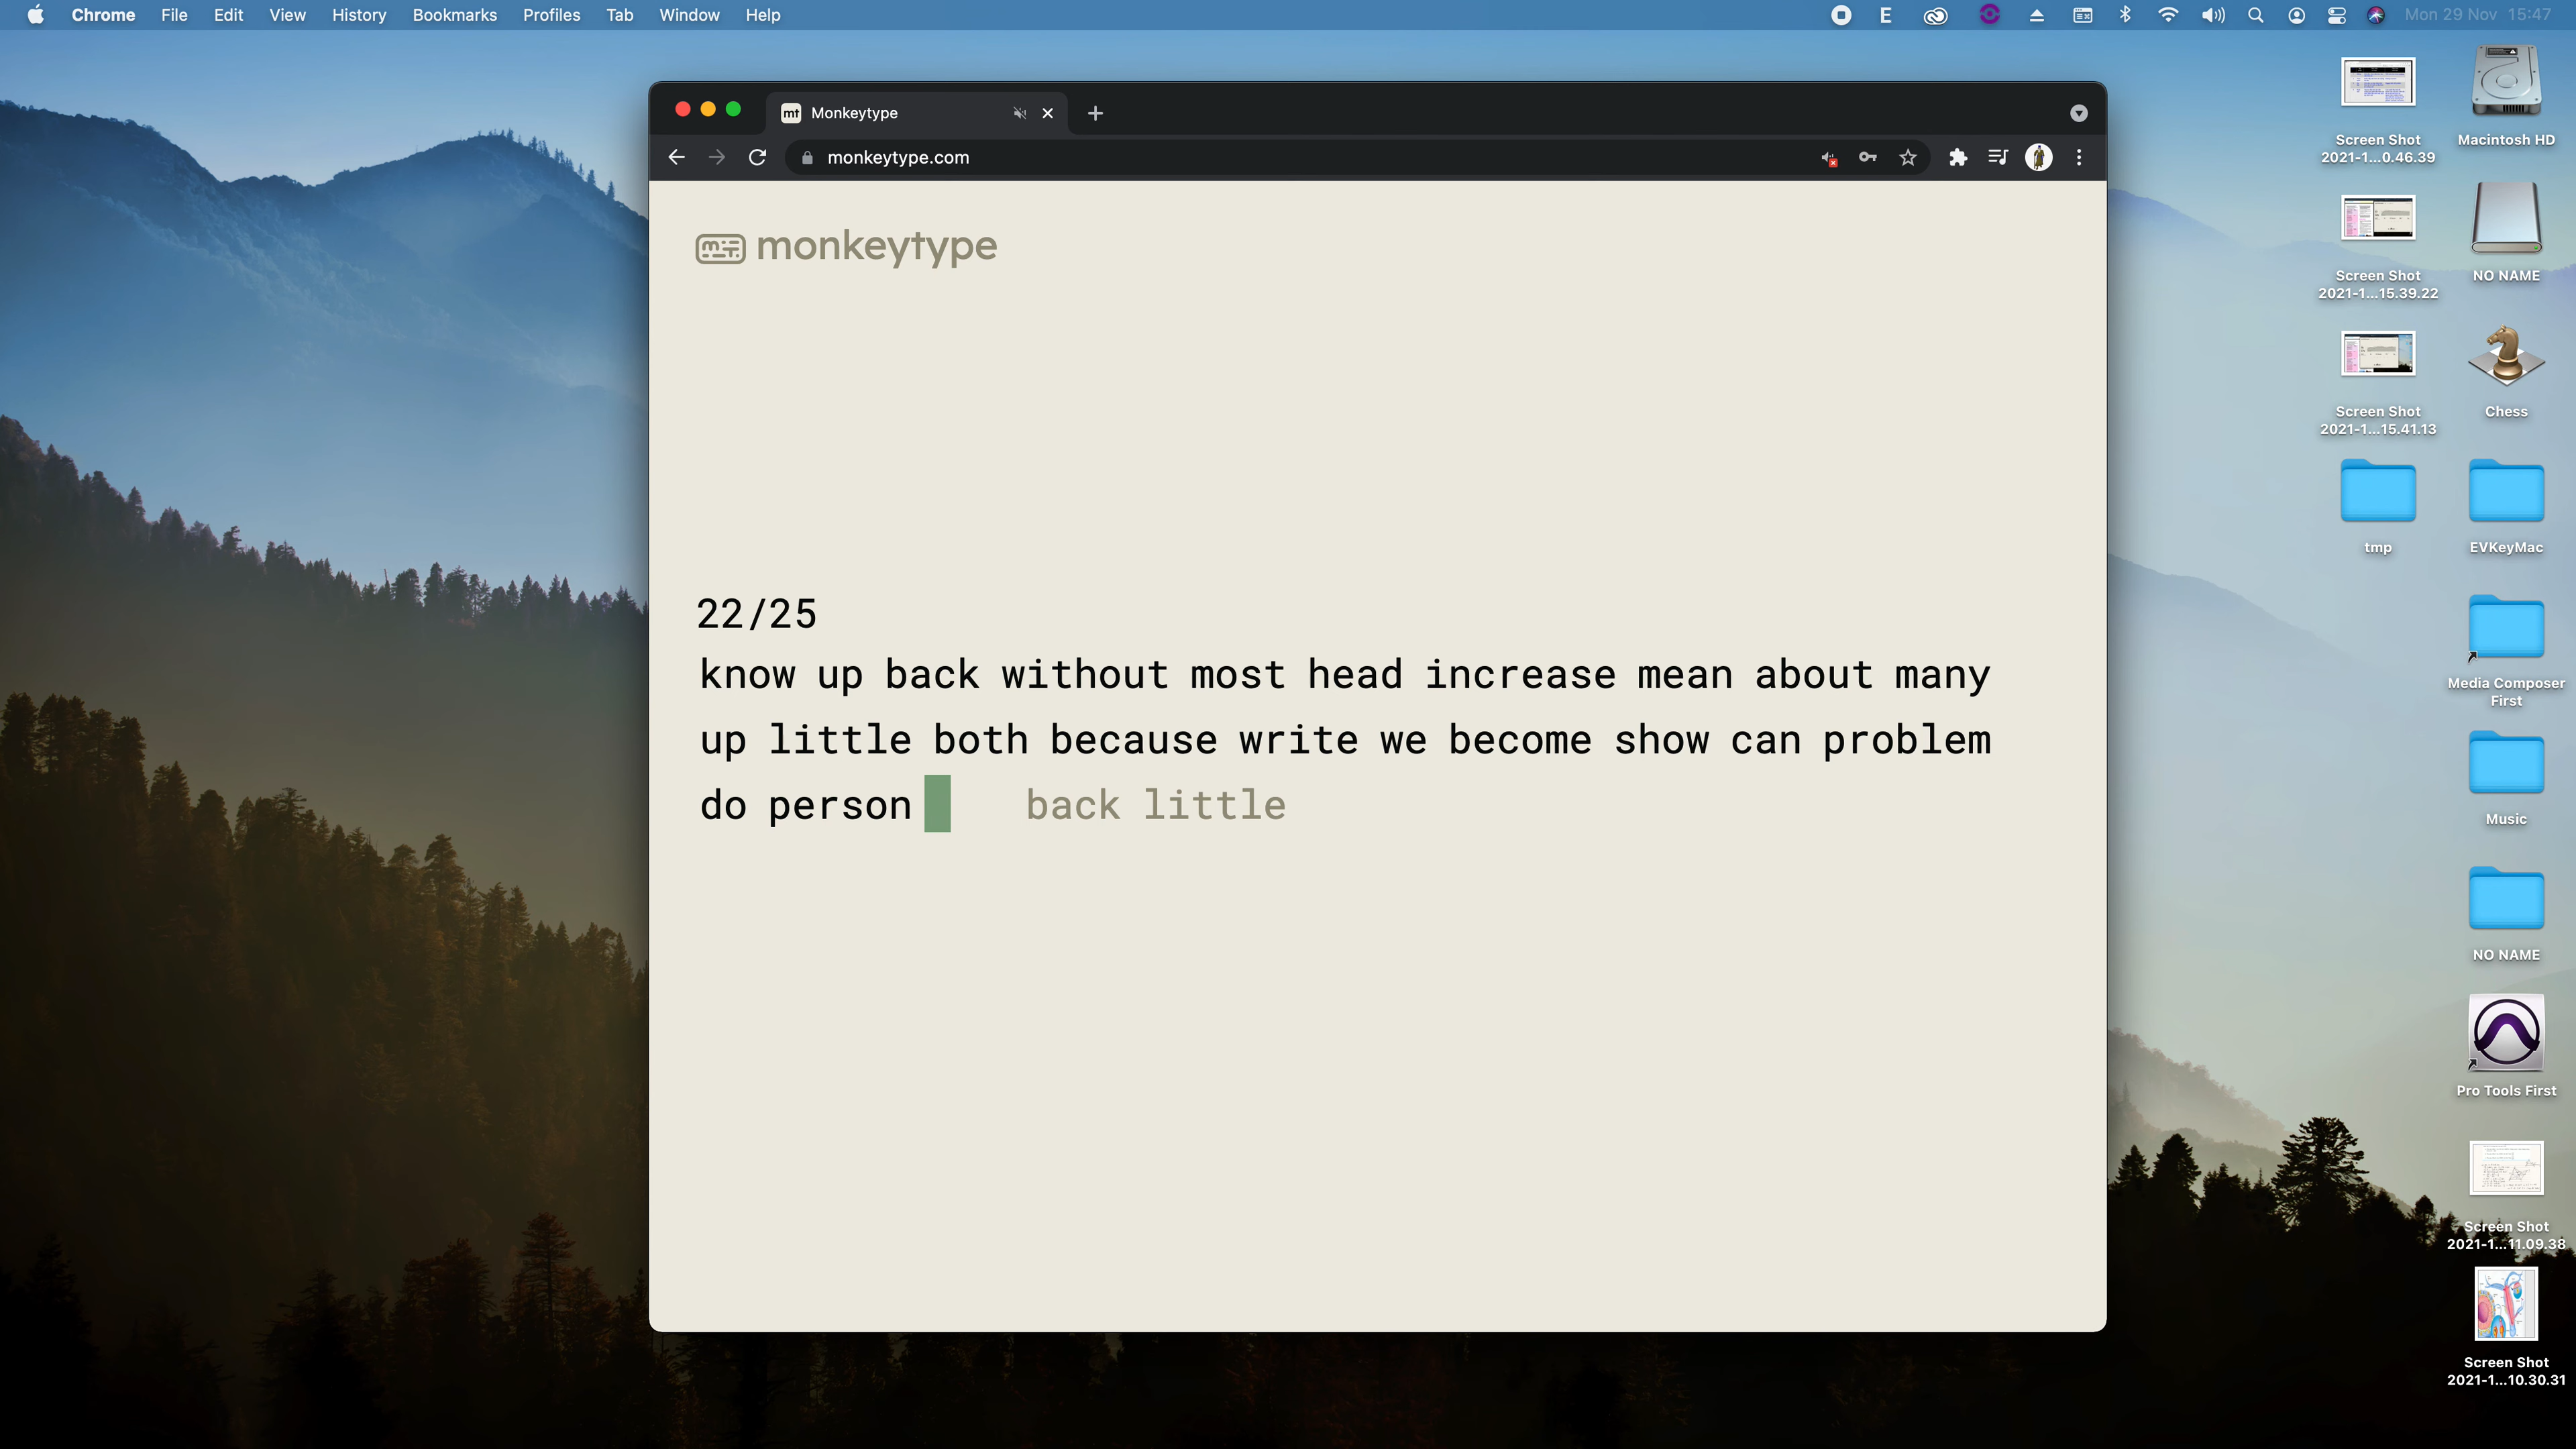 Chrome File Edit View History Bookmarks Profiles Tab Window Help
E
Mon 29 Nov 15:47
mt Monkeytype
monkeytype.com
monkeytype
22/25
know up back without most head increase mean about many
up little both because write we become show can problem
do person back little
Screen Shot
2021-1...0.46.39
Macintosh HD
Screen Shot
2021-1...15.39.22
NO NAME
Screen Shot
2021-1...15.41.13
Chess
tmp
EVKeyMac
Media Composer
First
Music
NO NAME
Pro Tools First
Screen Shot
2021-1...11.09.38
Screen Shot
2021-1...10.30.31